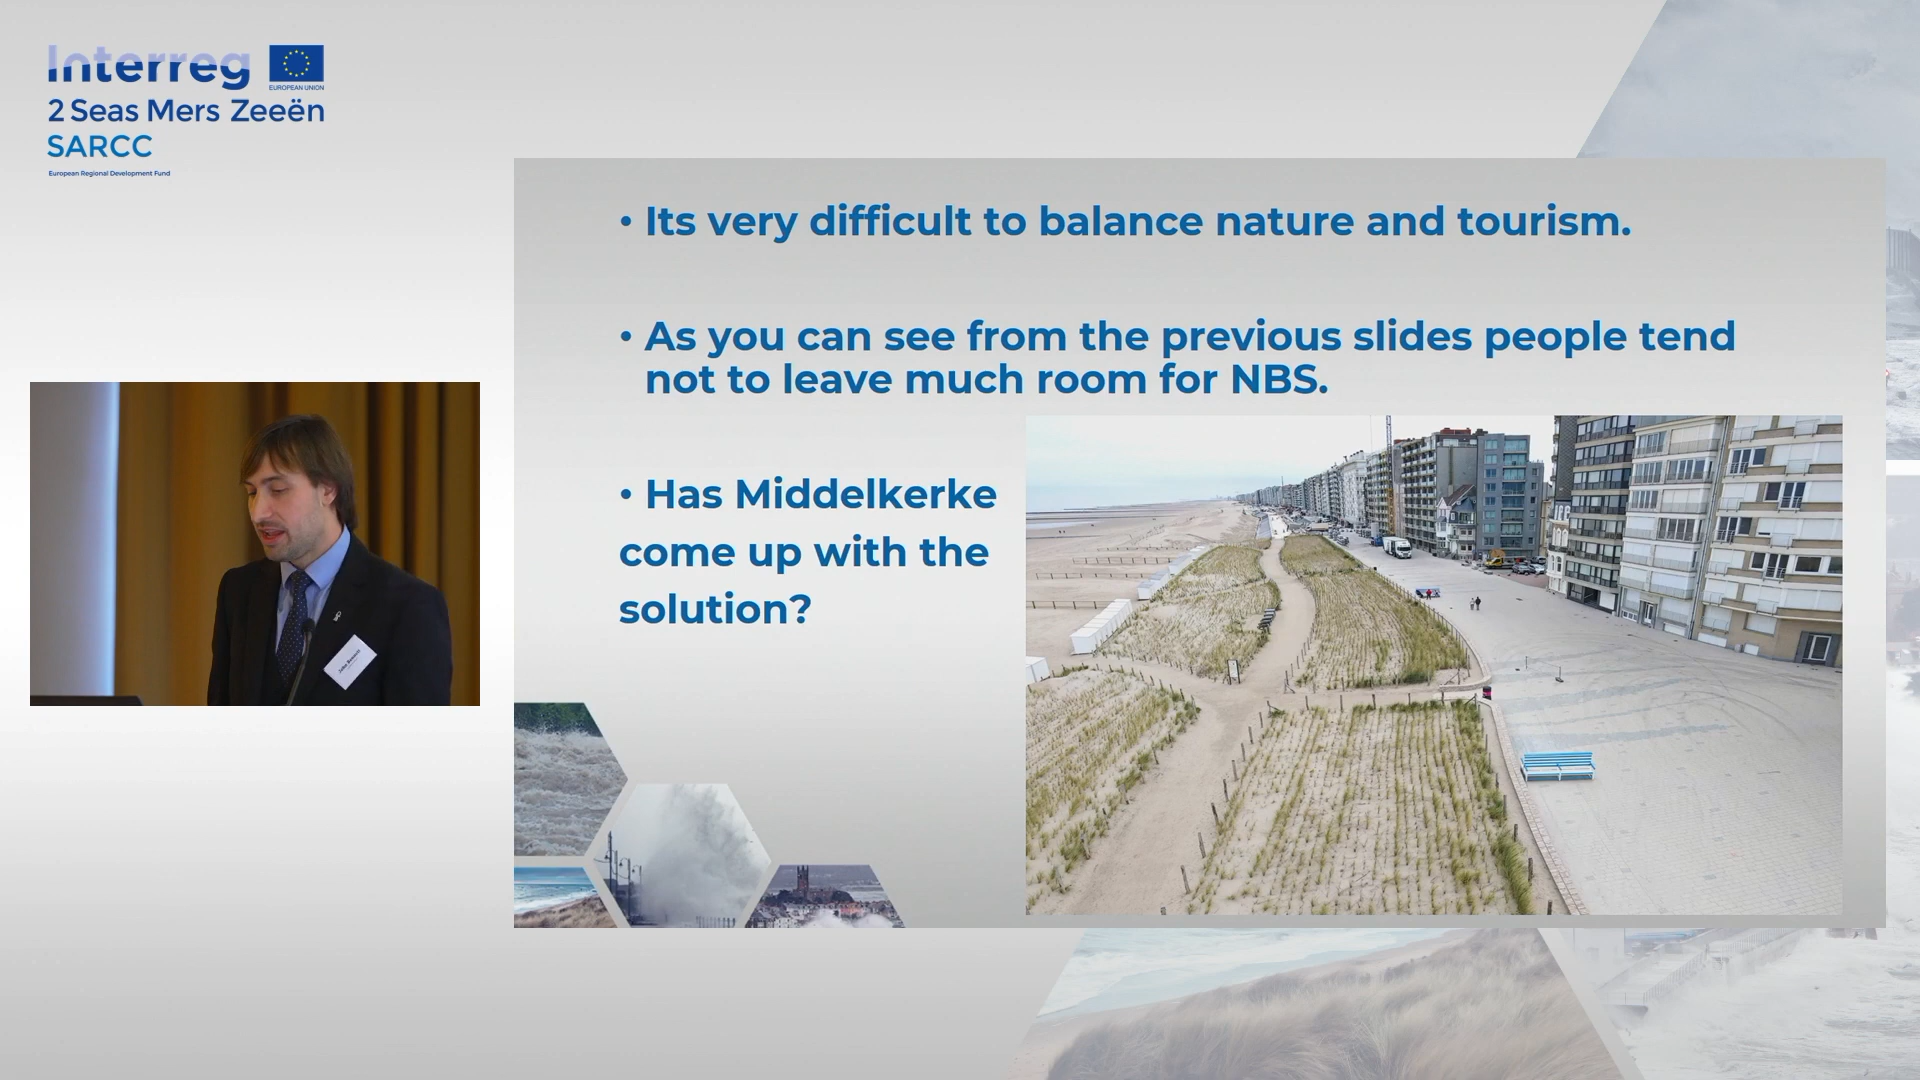 Interreg
EUROPEAN UNION
2 Seas Mers Zeeën
SARCC
European Regional Development Fund
• Its very difficult to balance nature and tourism.
• As you can see from the previous slides people tend
not to leave much room for NBS.
• Has Middelkerke
come up with the
solution?